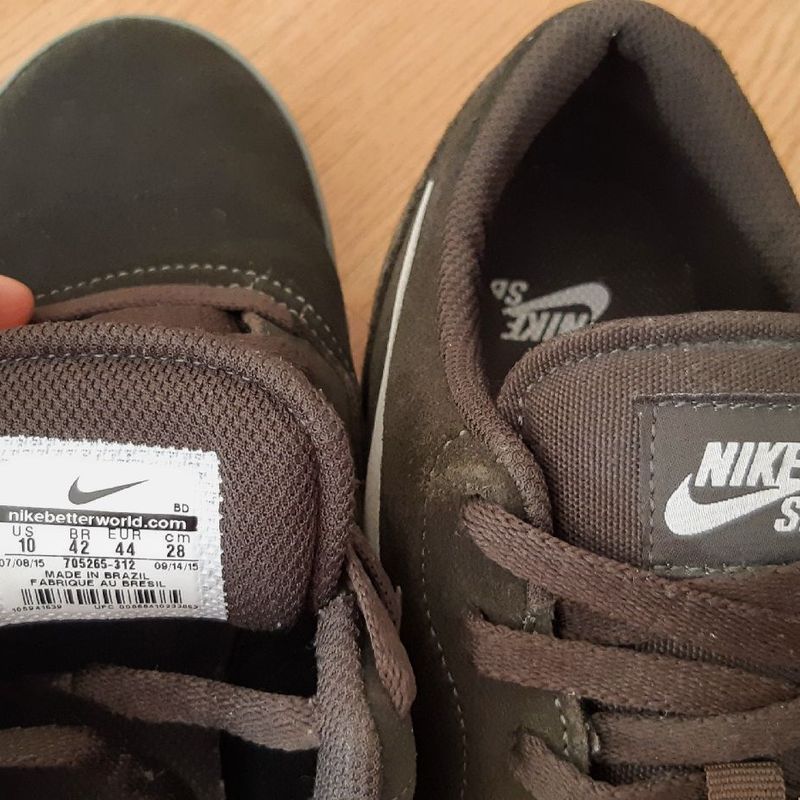 BD
nikebetterworld.com
US BR EUR cm
10 42 44 28
07/08/15 705265-312 09/14/15
MADE IN BRAZIL
FABRIQUE AU BRESIL
UPC
NIKE
SB
NIKE
S